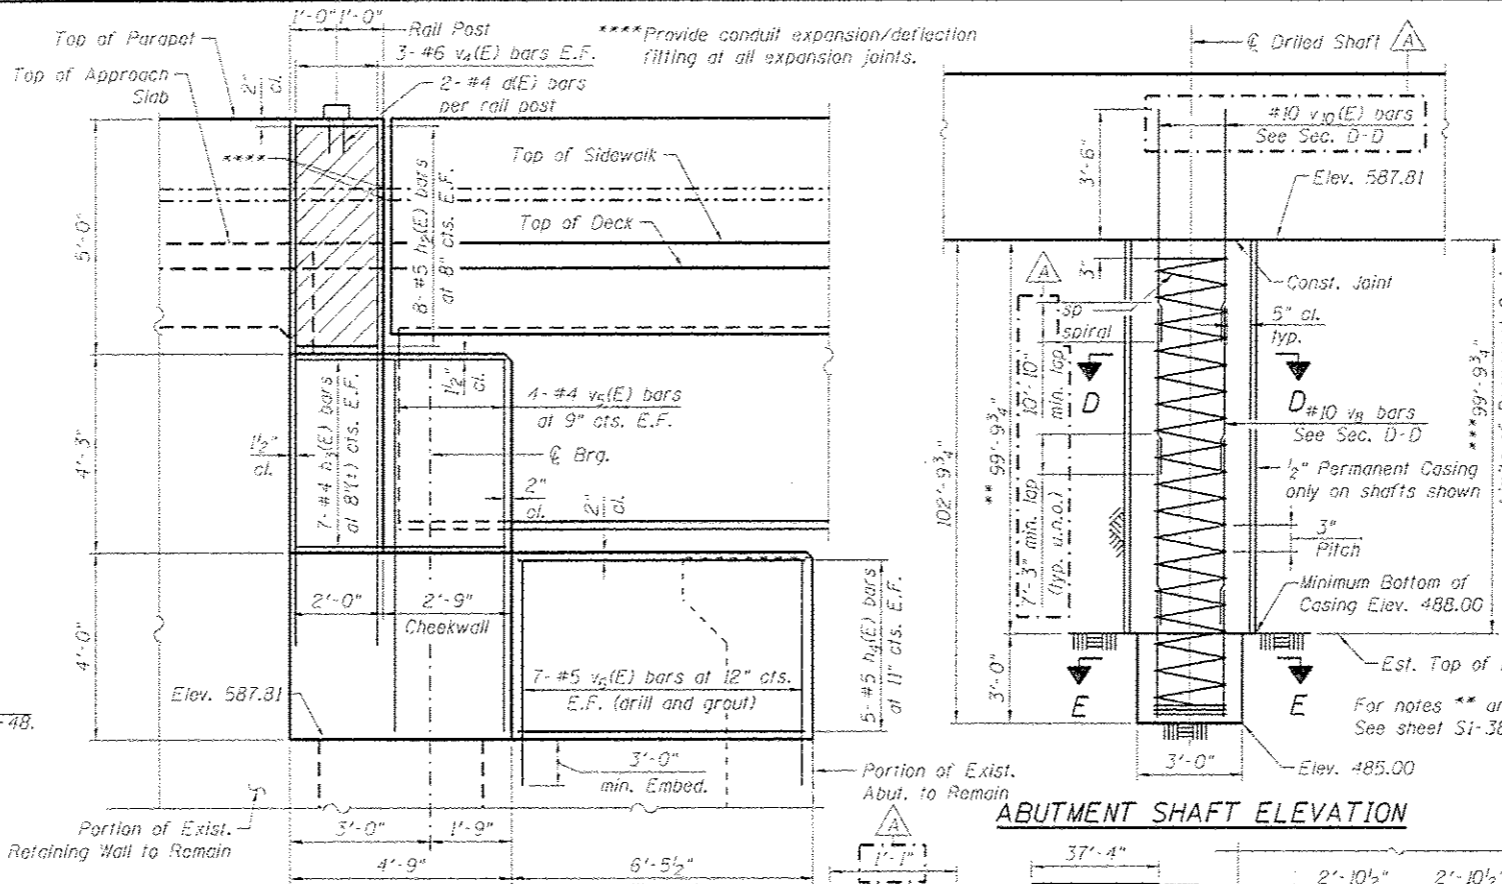 1'-0" 1'-0"
Rail Post
Top of Parapet
Top of Approach
Slab
2"
cl.
3- #6 v4(E) bars E.F.
2- #4 d(E) bars
per rail post
****Provide conduit expansion/deflection
fitting at all expansion joints.
****
Top of Sidewalk
Top of Deck
8- #5 h2(E) bars
at 8" cts. E.F.
5'-0"
4'-3"
4'-0"
1½"
cl.
7- #4 h3(E) bars
at 8"(±) cts. E.F.
1½"
cl.
4- #4 v5(E) bars
at 9" cts. E.F.
℄ Brg.
2"
cl.
2"
cl.
2'-0"
2'-9"
Cheekwall
Elev. 587.81
7- #5 v6(E) bars at 12" cts.
E.F. (drill and grout)
5- #5 h4(E) bars
at 11" cts. E.F.
3'-0"
min. Embed.
Portion of Exist.
Abut. to Remain
Portion of Exist.
Retaining Wall to Remain
3'-0"
1'-9"
4'-9"
6'-5½"
-48.
℄ Driled Shaft
A
#10 v10(E) bars
See Sec. D-D
3'-6"
Elev. 587.81
3"
A
Const. Joint
sp
spiral
5" cl.
typ.
10'-10"
min. lap
D
D
#10 v8 bars
See Sec. D-D
102'-9¾"
** 99'-9¾"
*** 99'-9¾"
7'-3" min. lap
(typ. u.n.o.)
½" Permanent Casing
only on shafts shown
3"
Pitch
Minimum Bottom of
Casing Elev. 488.00
3'-0"
Est. Top of
E
E
For notes ** an
See sheet S1-38
3'-0"
Elev. 485.00
ABUTMENT SHAFT ELEVATION
A
1'-1"
37'-4"
2'-10½"
2'-10½"